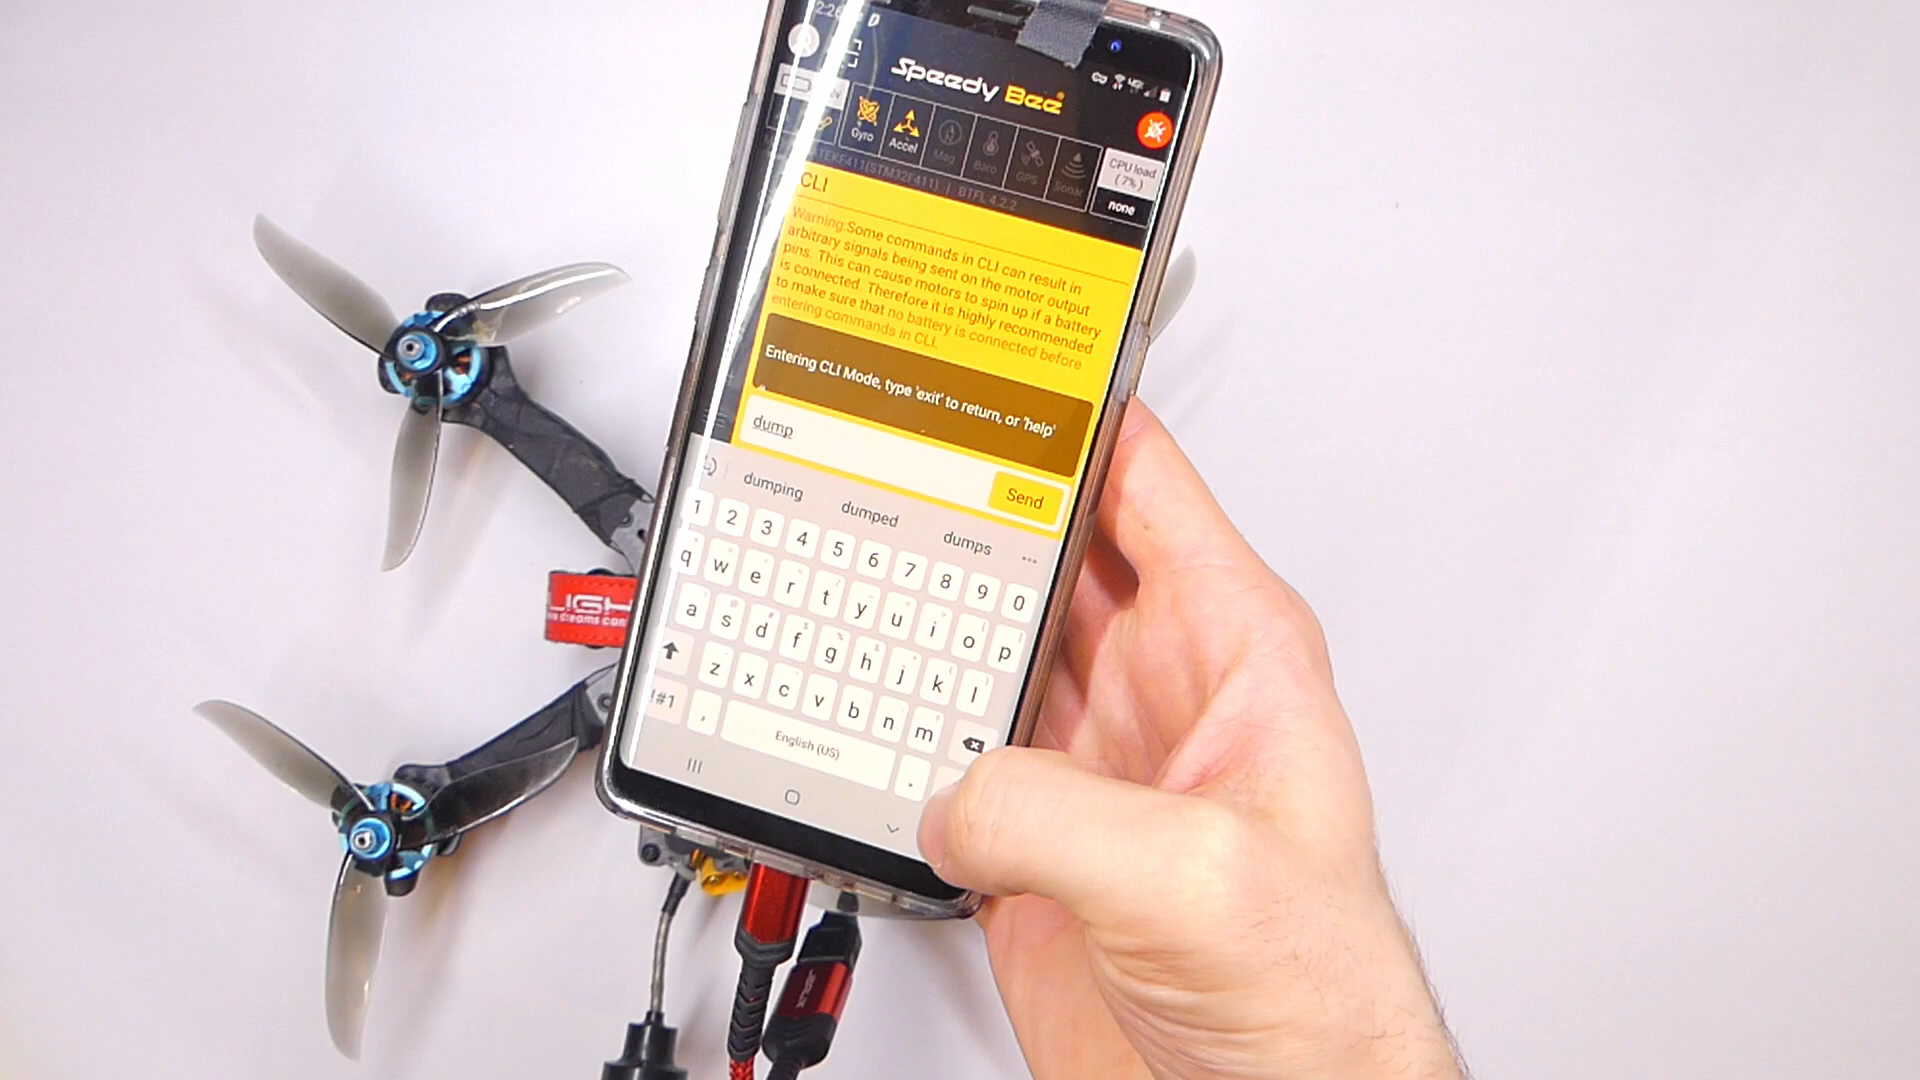 2:26
Speedy Bee
Gyro
Accel
Mag
Baro
GPS
Sonar
CPU load
( 7% )
none
ATEKF411(STM32F411) | BTFL 4.2.2
CLI
Warning:Some commands in CLI can result in
arbitrary signals being sent on the motor output
pins. This can cause motors to spin up if a battery
is connected. Therefore it is highly recommended
to make sure that no battery is connected before
entering commands in CLI.
Entering CLI Mode, type 'exit' to return, or 'help'
dump
Send
dumping dumped dumps
1 2 3 4 5 6 7 8 9 0
q w e r t y u i o p
a s d f g h j k l
z x c v b n m
!#1 , English (US) .